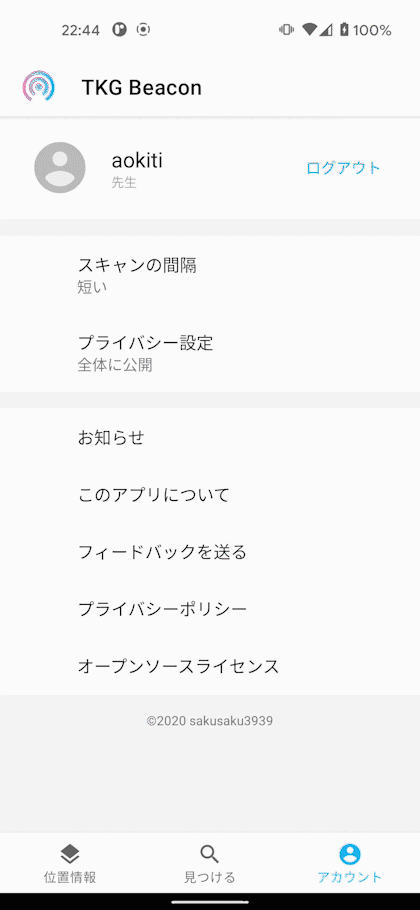 22:44
100%
TKG Beacon
aokiti
先生
ログアウト
スキャンの間隔
短い
プライバシー設定
全体に公開
お知らせ
このアプリについて
フィードバックを送る
プライバシーポリシー
オープンソースライセンス
©2020 sakusaku3939
位置情報
見つける
アカウント